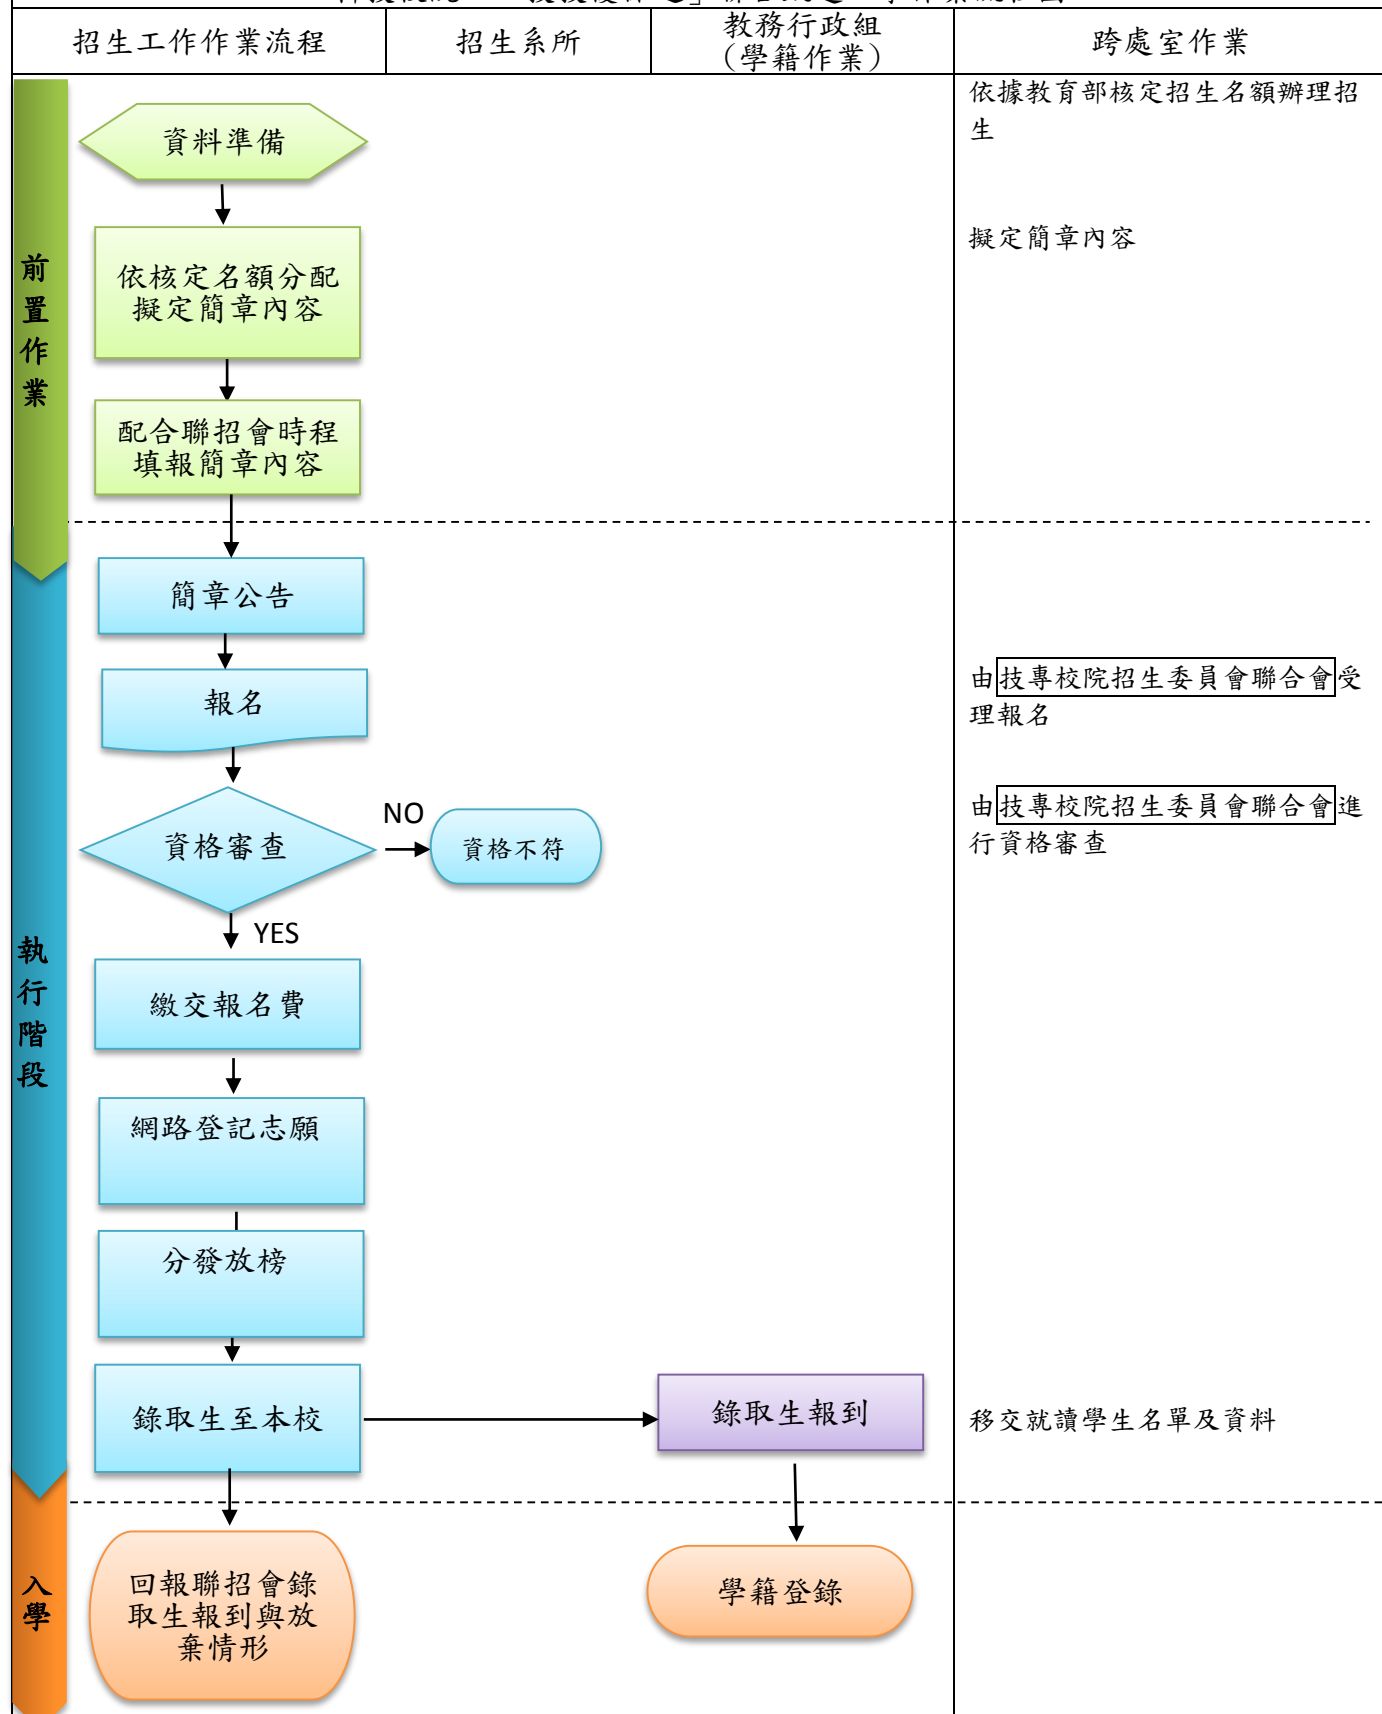 招生工作作業流程
招生系所
教務行政組
(學籍作業)
跨處室作業
前置作業
資料準備
依據教育部核定招生名額辦理招
生
依核定名額分配
擬定簡章內容
擬定簡章內容
配合聯招會時程
填報簡章內容
執行階段
簡章公告
報名
由技專校院招生委員會聯合會受
理報名
資格審查
NO
資格不符
由技專校院招生委員會聯合會進
行資格審查
YES
繳交報名費
網路登記志願
分發放榜
錄取生至本校
錄取生報到
移交就讀學生名單及資料
入學
回報聯招會錄
取生報到與放
棄情形
學籍登錄